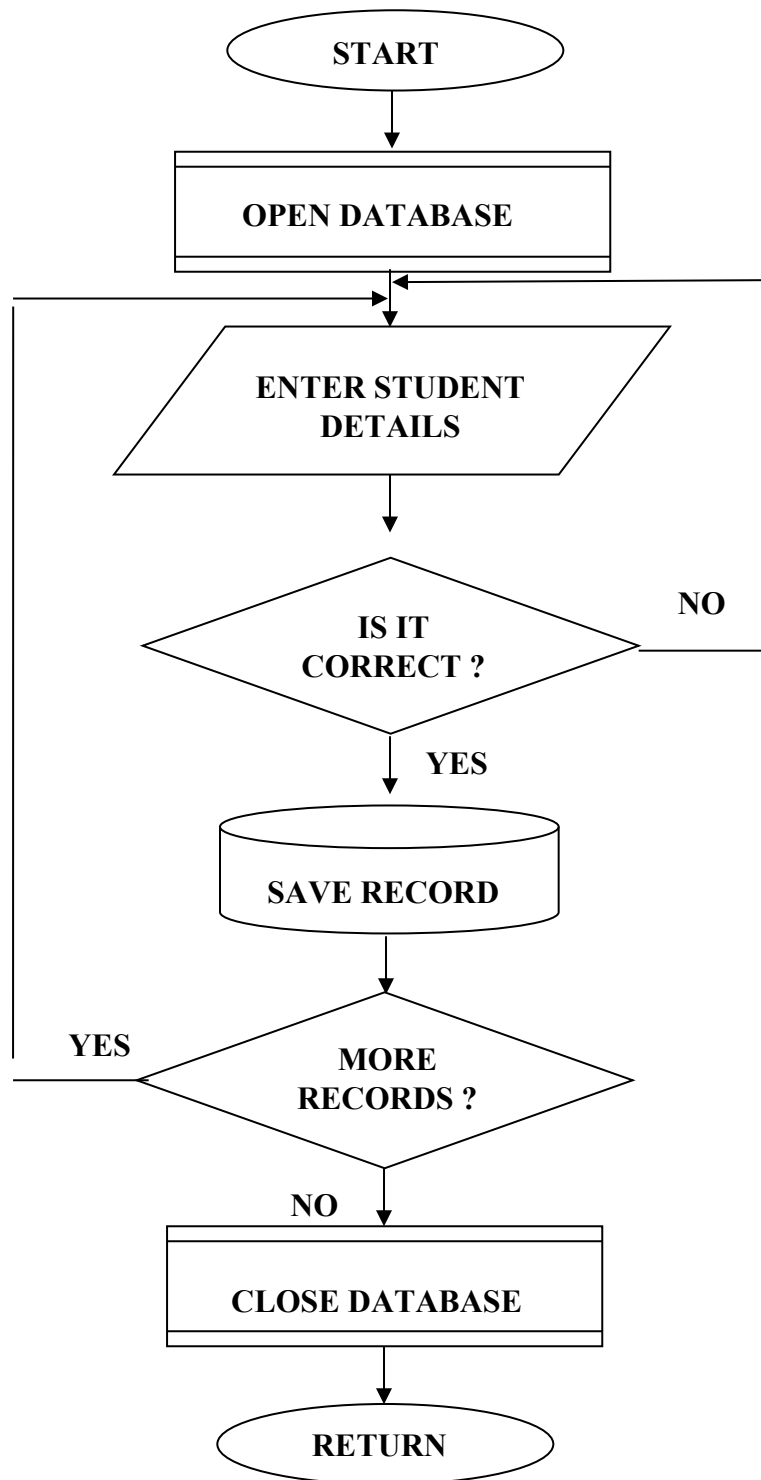 START
OPEN DATABASE
ENTER STUDENT
DETAILS
IS IT
CORRECT ?
NO
YES
SAVE RECORD
YES
MORE
RECORDS ?
NO
CLOSE DATABASE
RETURN